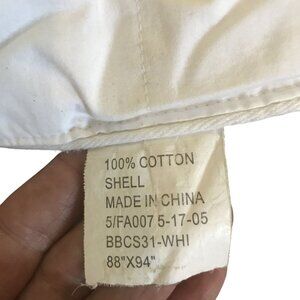 100% COTTON
SHELL
MADE IN CHINA
5/FA007 5-17-05
BBCS31-WHI
88"X94"